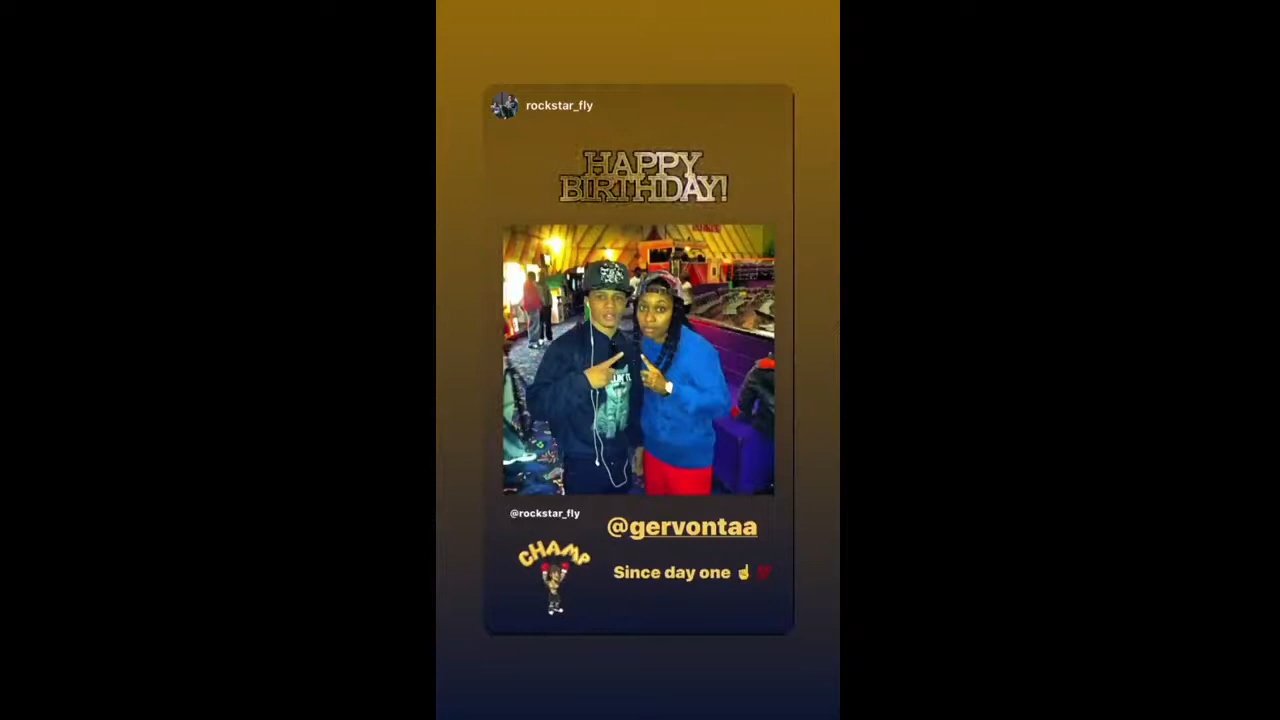 rockstar_fly
HAPPY
BIRTHDAY!
@rockstar_fly
@gervontaa
CHAMP
Since day one ☝💯